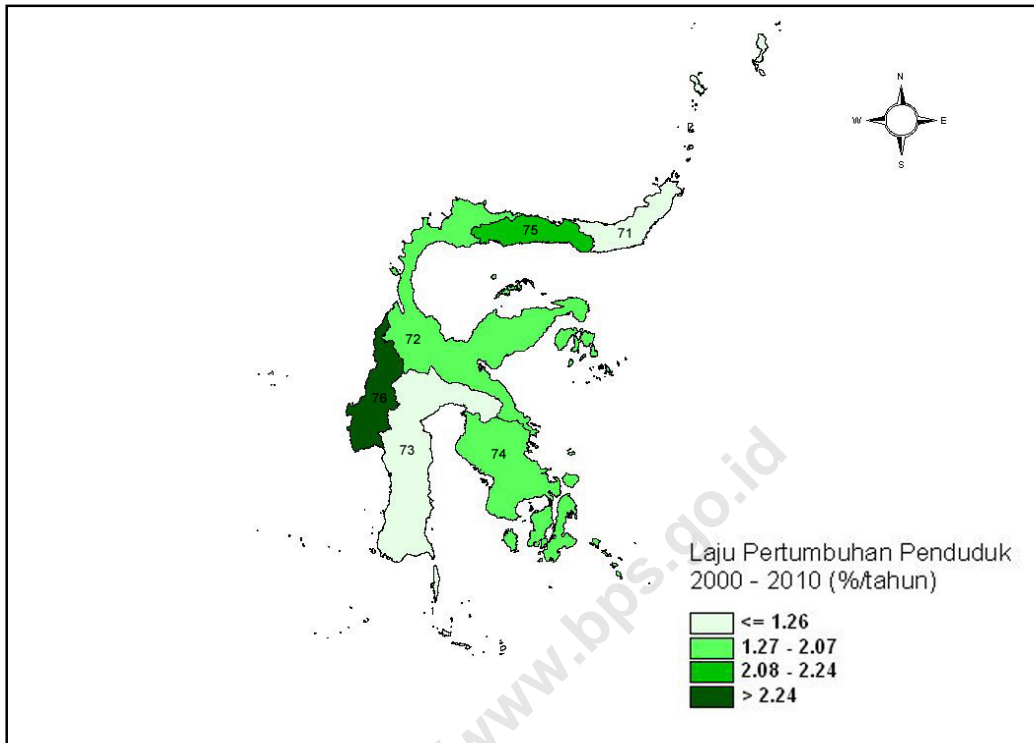 N
W E
S
75
71
72
76
73
74
Laju Pertumbuhan Penduduk
2000 - 2010 (%/tahun)
<= 1.26
1.27 - 2.07
2.08 - 2.24
> 2.24
/www.bps.go.id